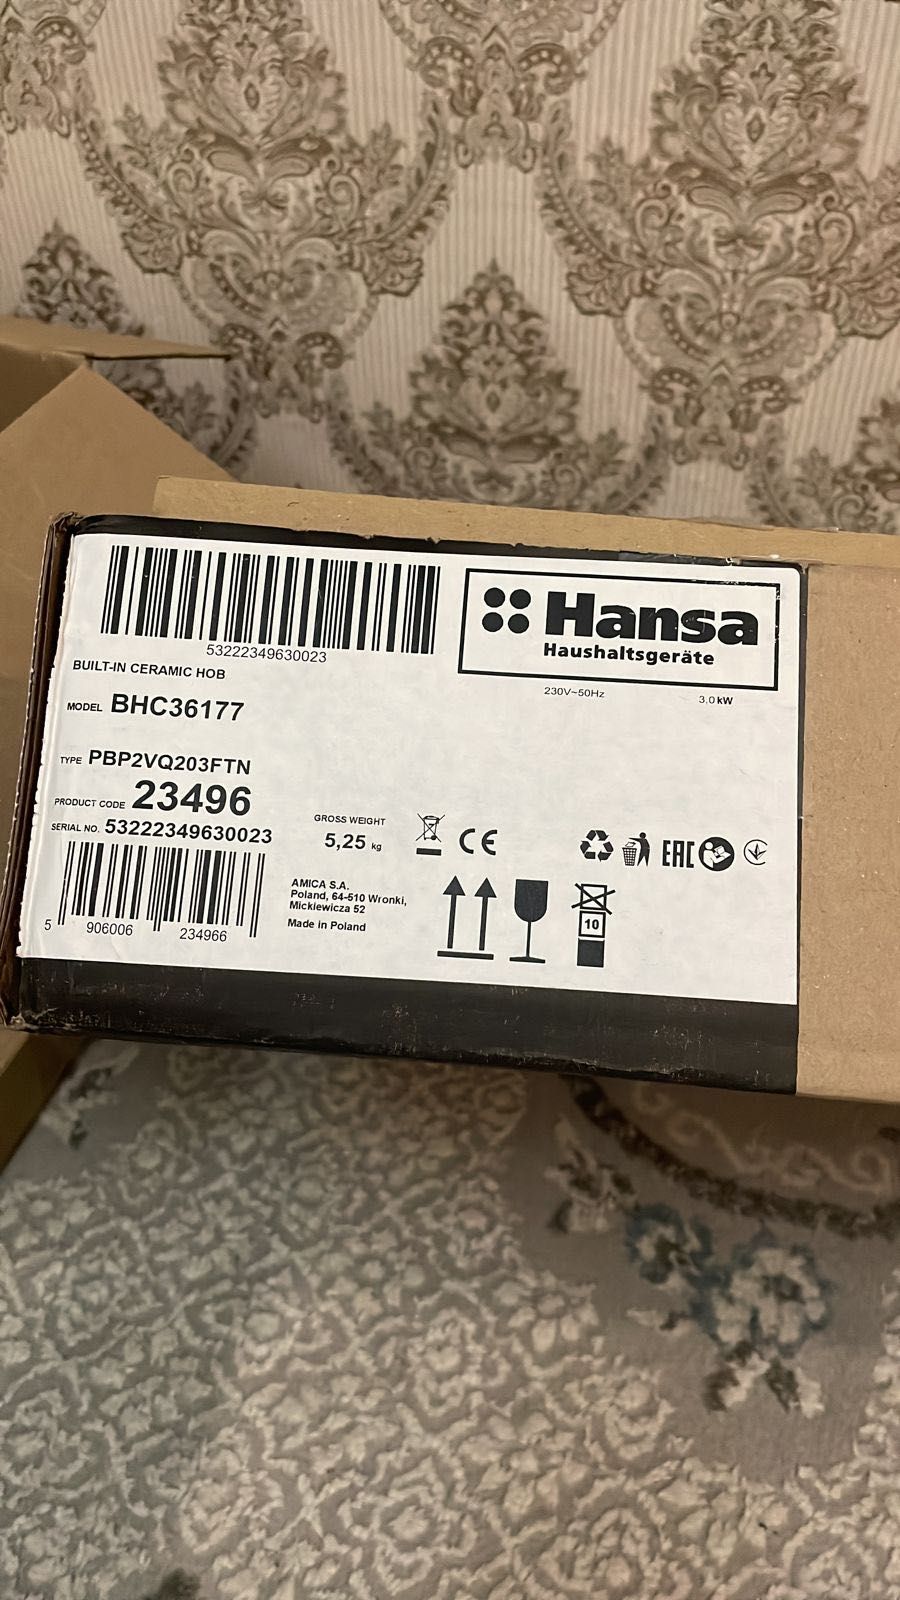 53222349630023
Hansa
Haushaltsgeräte
230V~50Hz
3,0 kW
BUILT-IN CERAMIC HOB
MODEL BHC36177
TYPE PBP2VQ203FTN
PRODUCT CODE 23496
SERIAL NO. 53222349630023
GROSS WEIGHT
5,25 kg
CE
EAC
AMICA S.A.
Poland, 64-510 Wronki,
Mickiewicza 52
Made in Poland
10
5 906006 234966